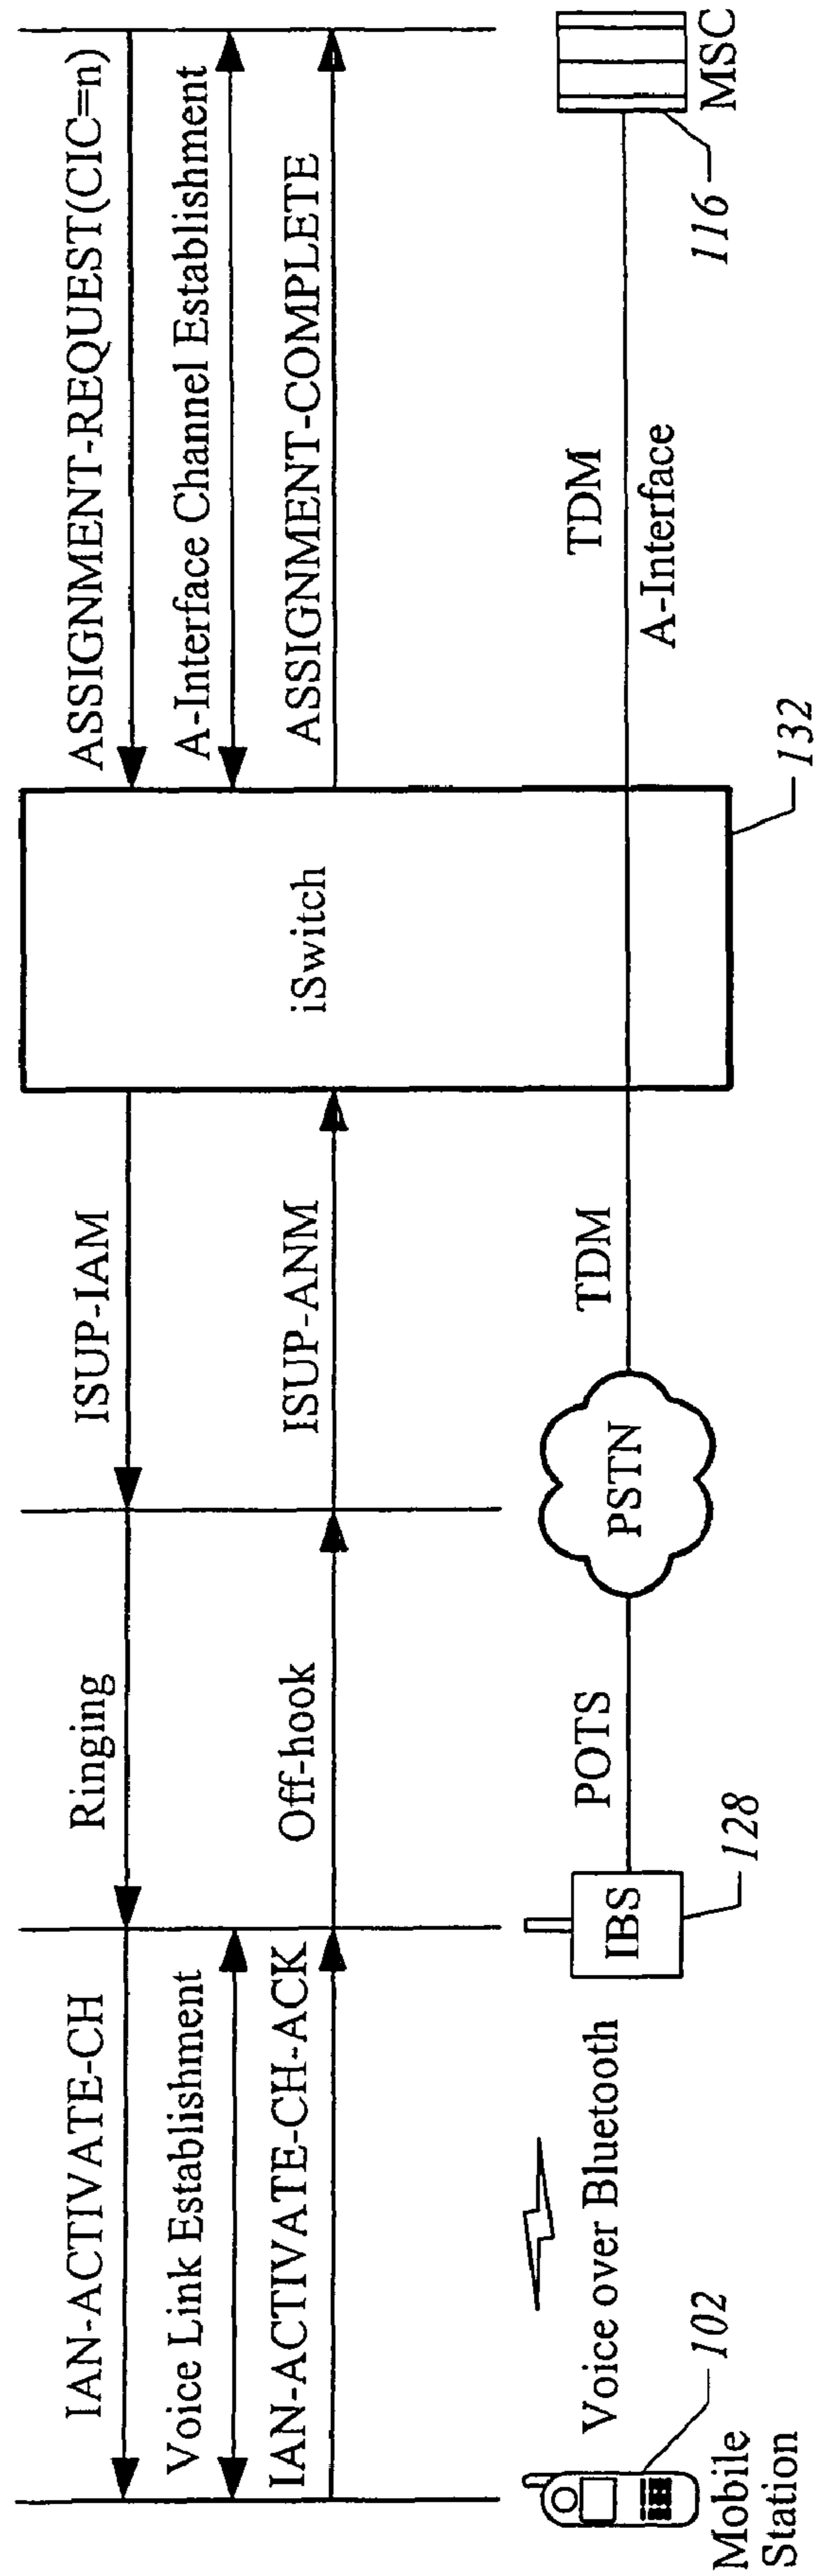 IAN-ACTIVATE-CH
Ringing
ISUP-IAM
ASSIGNMENT-REQUEST(CIC=n)
Voice Link Establishment
A-Interface Channel Establishment
IAN-ACTIVATE-CH-ACK
Off-hook
ISUP-ANM
iSwitch
ASSIGNMENT-COMPLETE
Voice over Bluetooth
POTS
TDM
TDM
IBS
PSTN
A-Interface
102
128
132
116
Mobile
Station
MSC